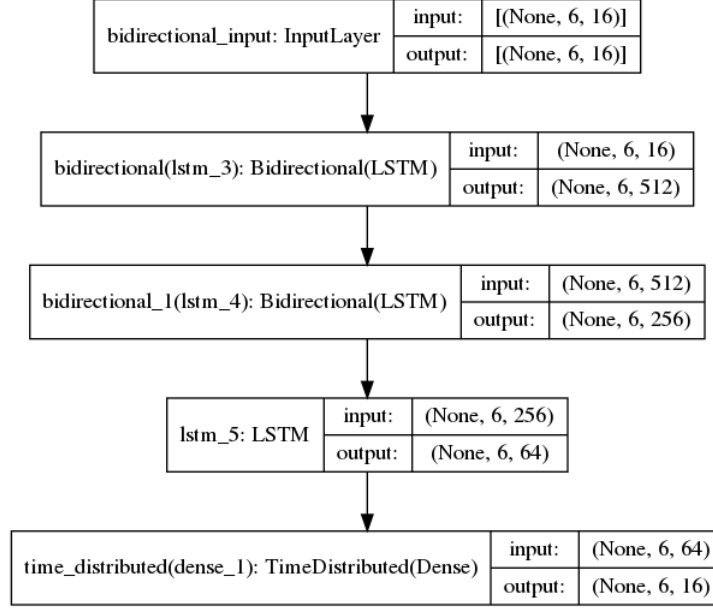 bidirectional_input: InputLayer
input: [(None, 6, 16)]
output: [(None, 6, 16)]
bidirectional(lstm_3): Bidirectional(LSTM)
input: (None, 6, 16)
output: (None, 6, 512)
bidirectional_1(lstm_4): Bidirectional(LSTM)
input: (None, 6, 512)
output: (None, 6, 256)
lstm_5: LSTM
input: (None, 6, 256)
output: (None, 6, 64)
time_distributed(dense_1): TimeDistributed(Dense)
input: (None, 6, 64)
output: (None, 6, 16)